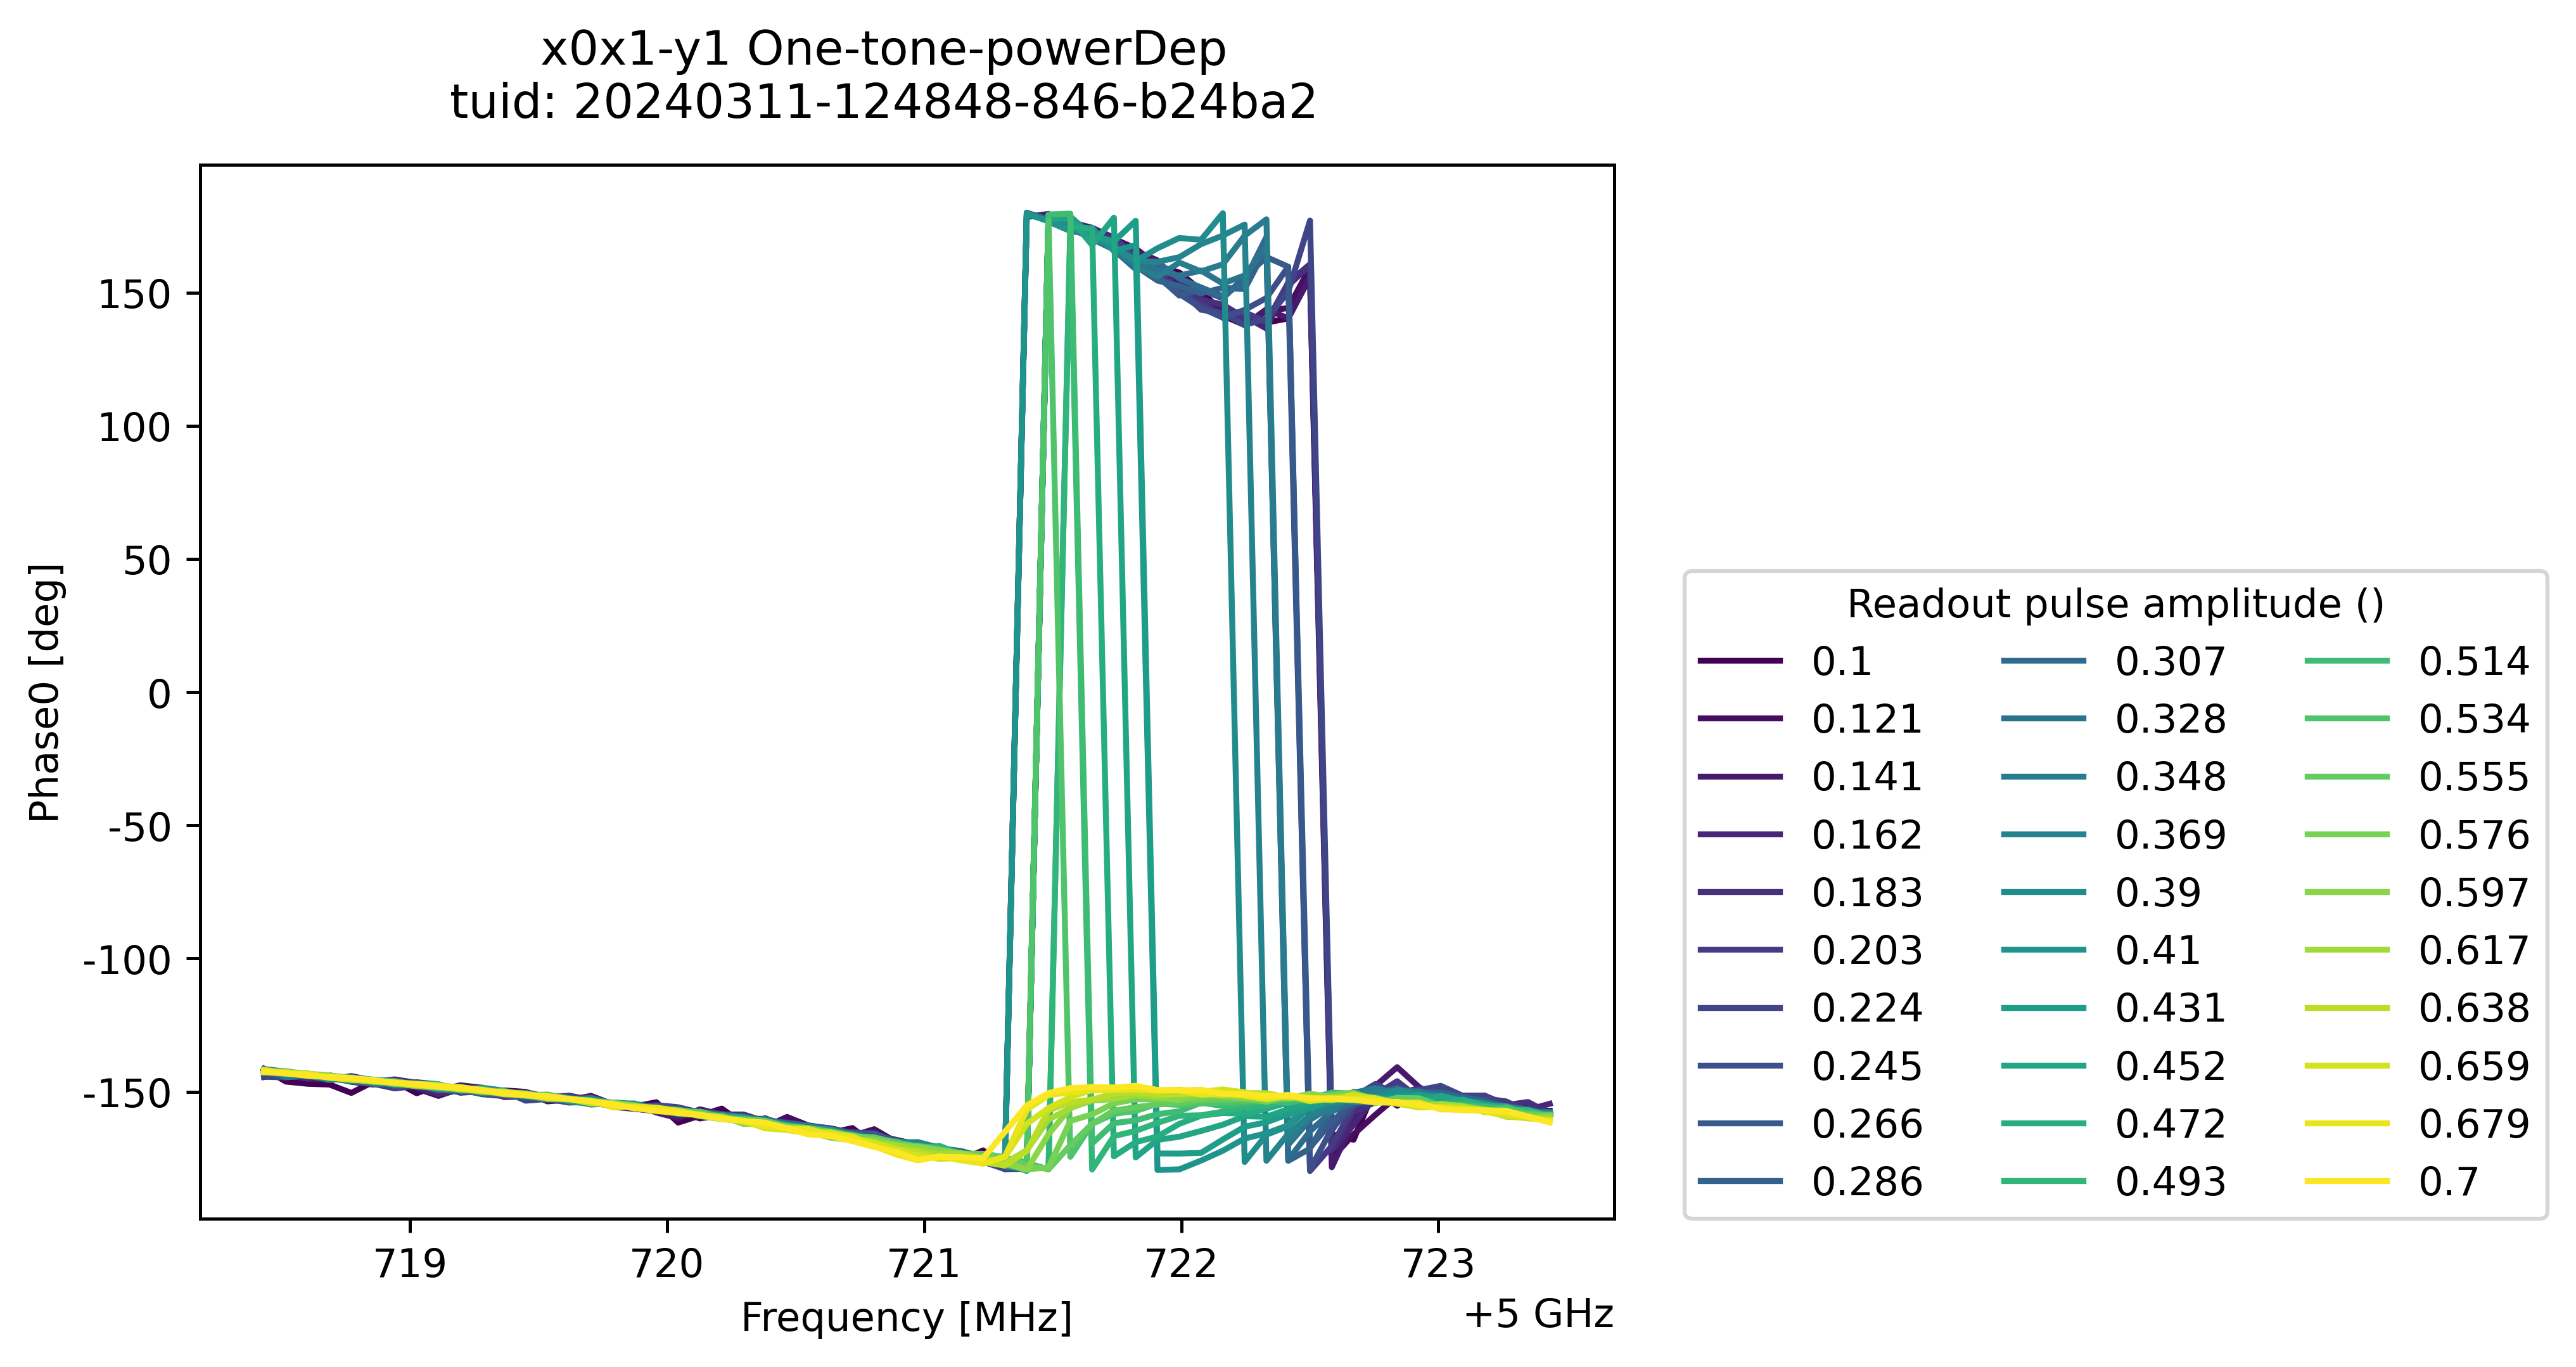 x0x1-y1 One-tone-powerDep
tuid: 20240311-124848-846-b24ba2
Phase0 [deg]
150
100
50
0
-50
-100
-150
719 720 721 722 723
Frequency [MHz]
+5 GHz
Readout pulse amplitude ()
0.1 0.307 0.514
0.121 0.328 0.534
0.141 0.348 0.555
0.162 0.369 0.576
0.183 0.39 0.597
0.203 0.41 0.617
0.224 0.431 0.638
0.245 0.452 0.659
0.266 0.472 0.679
0.286 0.493 0.7